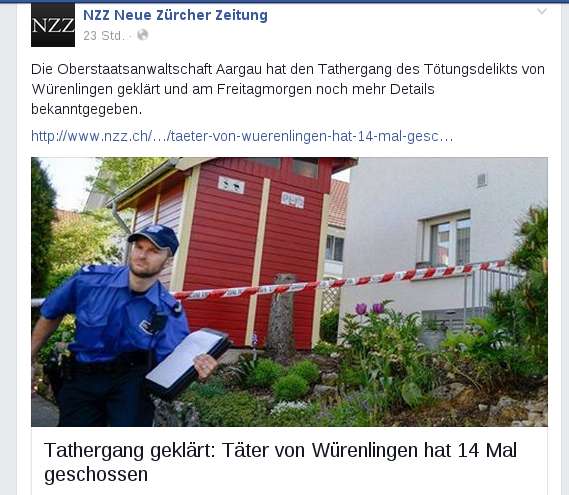 NZZ
NZZ Neue Zürcher Zeitung
23 Std. ·
Die Oberstaatsanwaltschaft Aargau hat den Tathergang des Tötungsdelikts von
Würenlingen geklärt und am Freitagmorgen noch mehr Details
bekanntgegeben.
http://www.nzz.ch/…/taeter-von-wuerenlingen-hat-14-mal-gesc…
Tathergang geklärt: Täter von Würenlingen hat 14 Mal
geschossen